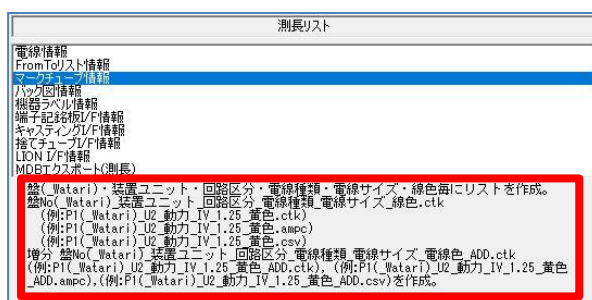 測長リスト
電線情報
FromToリスト情報
マークチューブ情報
バック図情報
機器ラベル情報
端子記銘板I/F情報
キャスティングI/F情報
捨てチューブI/F情報
LION I/F情報
MDBTクスポート(測長)
盤(_Watari)・装置ユニット・回路区分・電線種類・電線サイズ・線色毎にリストを作成。
盤No(_Watari)_装置ユニット_回路区分_電線種類_電線サイズ_線色.ctk
(例:P1(_Watari)_U2_動力_IV_1.25_黄色.ctk)
(例:P1(_Watari)_U2_動力_IV_1.25_黄色.ampc)
(例:P1(_Watari)_U2_動力_IV_1.25_黄色.csv)
増分 盤No(_Watari)_装置ユニット_回路区分_電線種類_電線サイズ_電線色_ADD.ctk
(例:P1(_Watari)_U2_動力_IV_1.25_黄色_ADD.ctk), (例:P1(_Watari)_U2_動力_IV_1.25_黄色
_ADD.ampc),(例:P1(_Watari)_U2_動力_IV_1.25_黄色_ADD.csv)を作成。